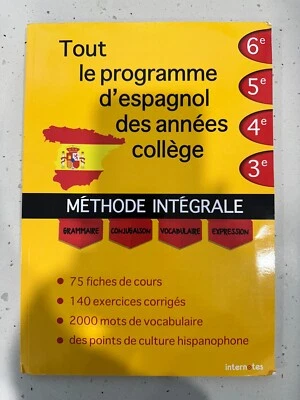 Tout
le programme
d'espagnol
des années
collège
6e
5e
4e
3e
MÉTHODE INTÉGRALE
GRAMMAIRE CONJUGAISON VOCABULAIRE EXPRESSION
• 75 fiches de cours
• 140 exercices corrigés
• 2000 mots de vocabulaire
• des points de culture hispanophone
internotes